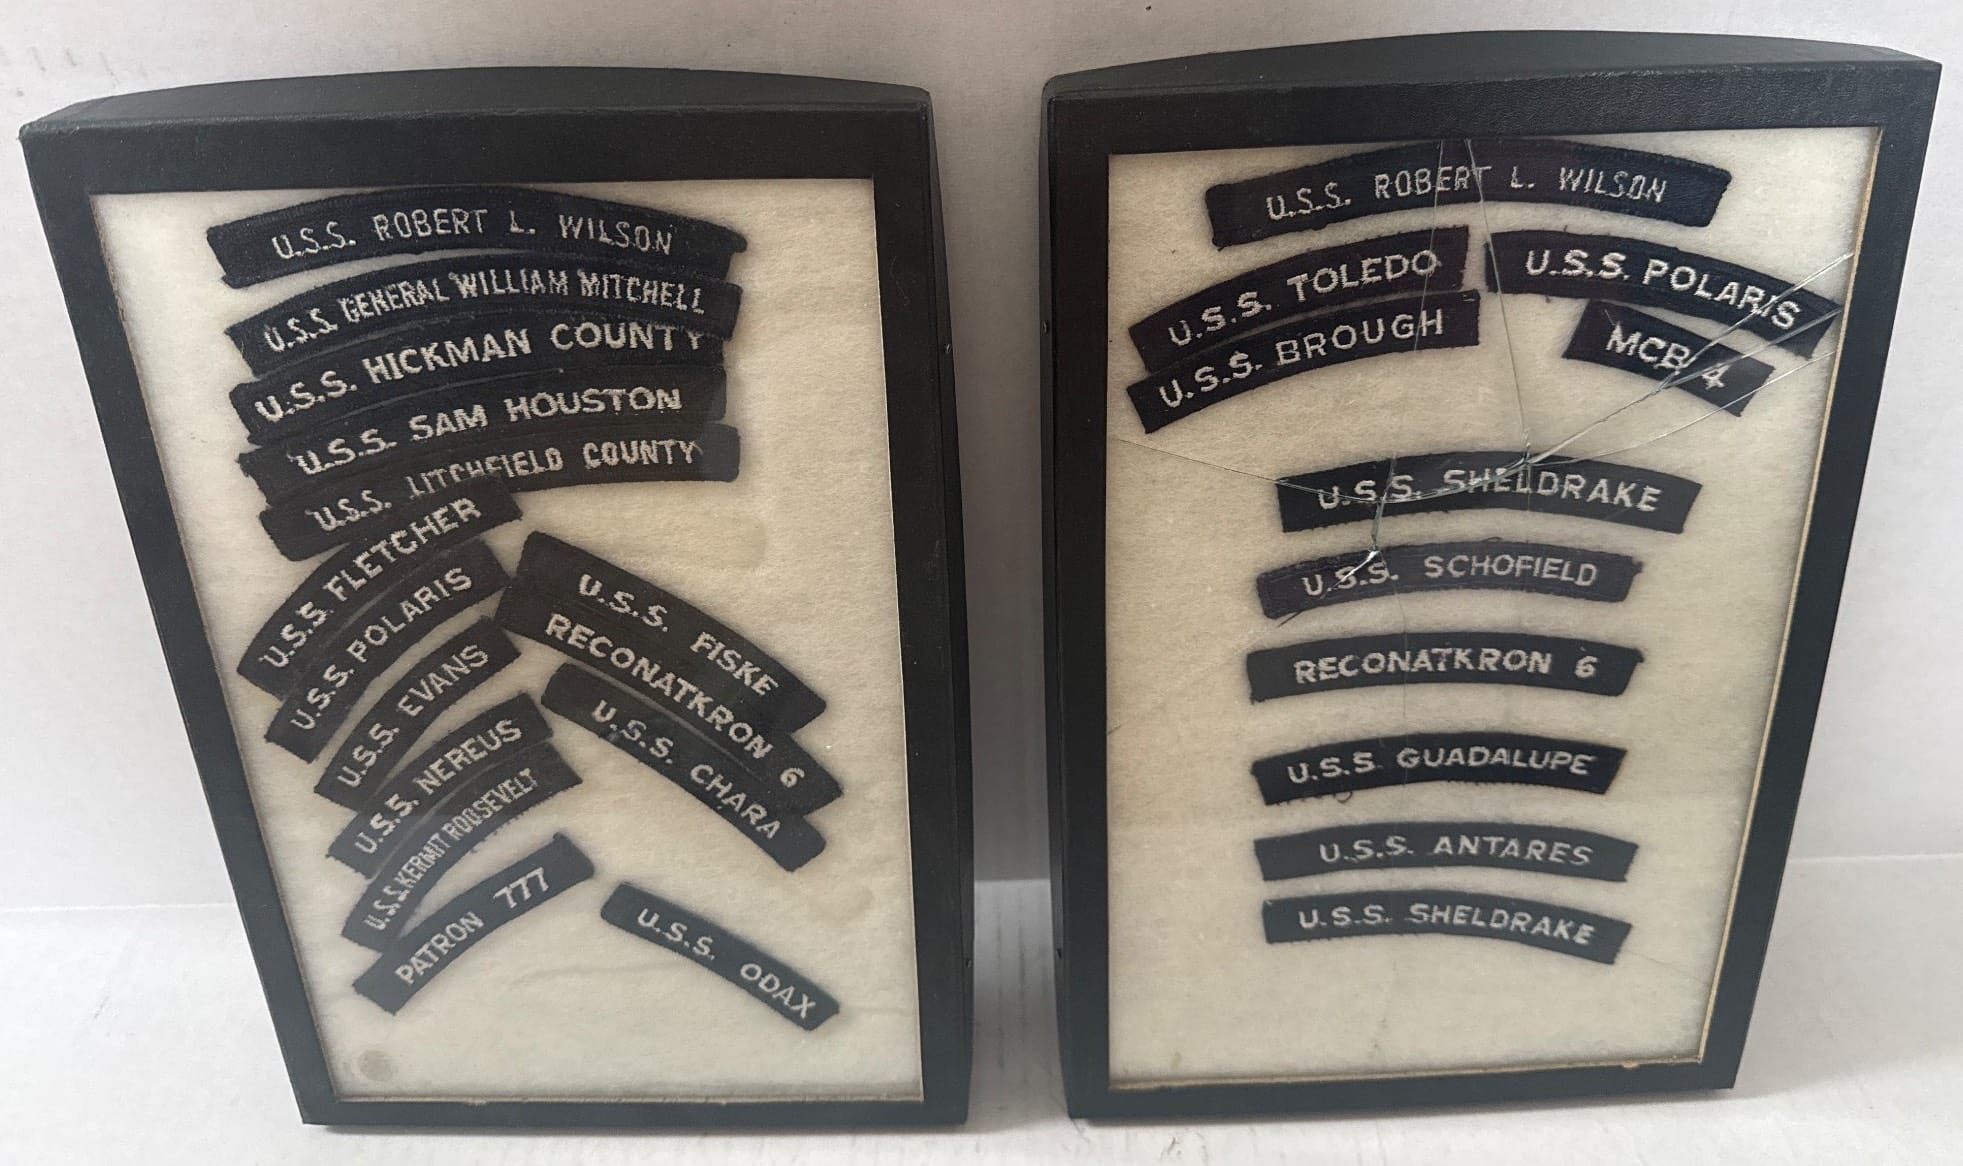 U.S.S. ROBERT L. WILSON
U.S.S. GENERAL WILLIAM MITCHELL
U.S.S. HICKMAN COUNTY
U.S.S. SAM HOUSTON
U.S.S. LITCHFIELD COUNTY
U.S.S. FLETCHER
U.S.S. POLARIS
U.S.S. EVANS
U.S.S. NEREUS
U.S.S. KERMIT ROOSEVELT
PATRON 777
U.S.S. FISKE
RECONATKRON 6
U.S.S. CHARA
U.S.S. ODAX
U.S.S. ROBERT L. WILSON
U.S.S. TOLEDO
U.S.S. BROUGH
U.S.S. POLARIS
MCB 4
U.S.S. SHELDRAKE
U.S.S. SCHOFIELD
RECONATKRON 6
U.S.S. GUADALUPE
U.S.S. ANTARES
U.S.S. SHELDRAKE